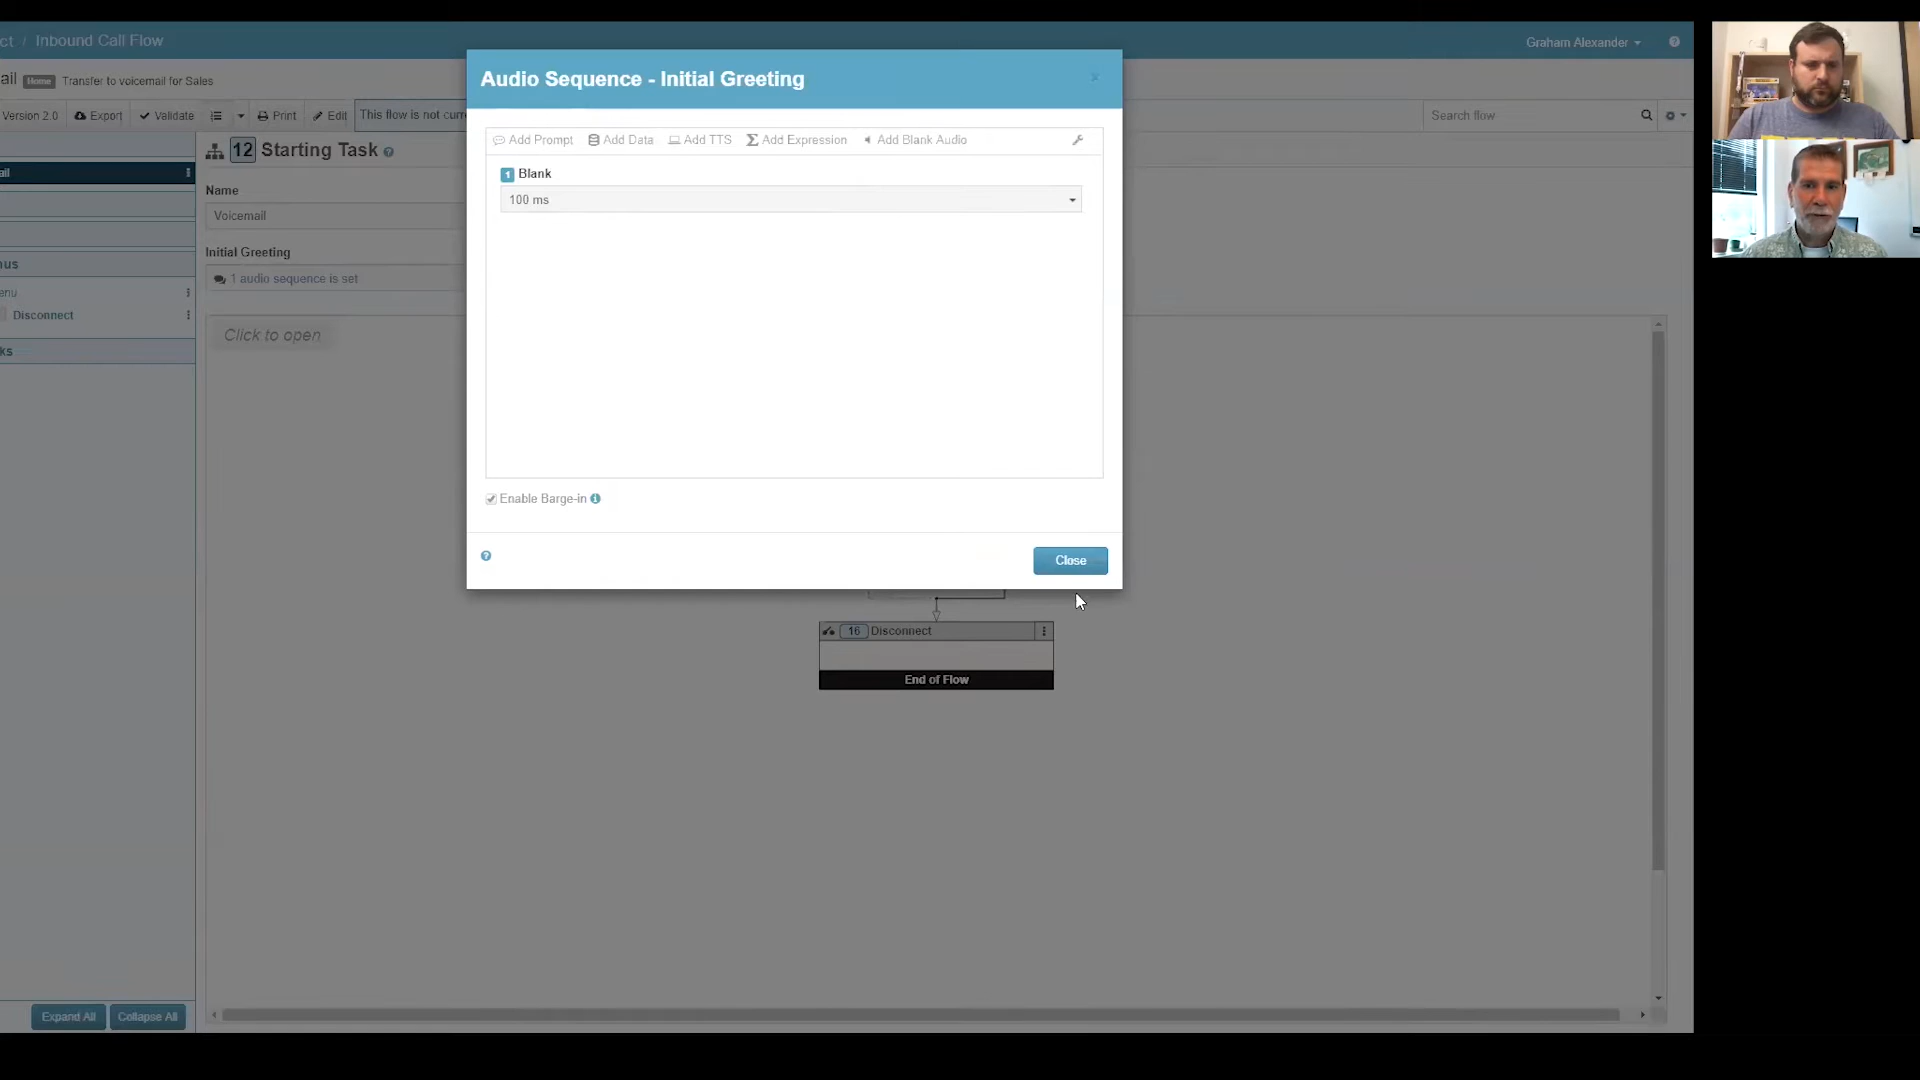 ct / Inbound Call Flow
Graham Alexander
ail Home Transfer to voicemail for Sales
Version 2.0 Export Validate Print Edit This flow is not curr
Search flow
ail
12 Starting Task
Name
Voicemail
Initial Greeting
1 audio sequence is set
nus
enu
Disconnect
ks
Click to open
Audio Sequence - Initial Greeting
Add Prompt Add Data Add TTS Add Expression Add Blank Audio
1 Blank
100 ms
Enable Barge-in
Close
16 Disconnect
End of Flow
Expand All Collapse All